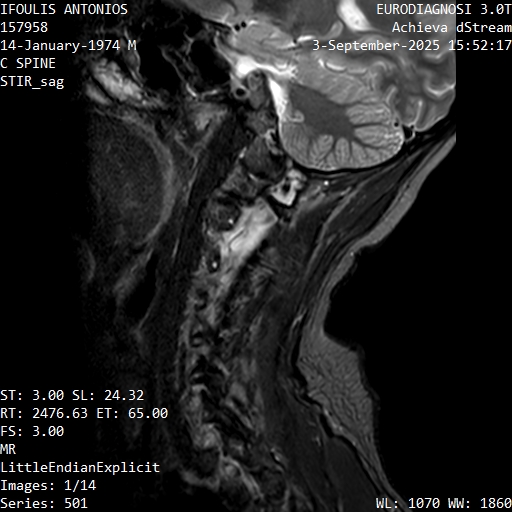 IFOULIS ANTONIOS
157958
14-January-1974 M
C SPINE
STIR_sag
EURODIAGNOSI 3.0T
Achieva dStream
3-September-2025 15:52:17
ST: 3.00 SL: 24.32
RT: 2476.63 ET: 65.00
FS: 3.00
MR
LittleEndianExplicit
Images: 1/14
Series: 501
WL: 1070 WW: 1860